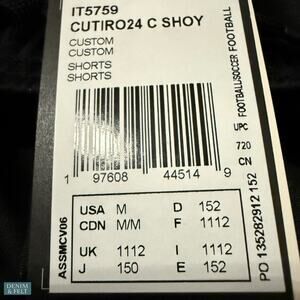 IT5759
CUTIRO24 C SHOY
CUSTOM
CUSTOM
SHORTS
SHORTS
1 97608 44514 9
USA M D 152
CDN M/M F 1112
UK 1112 I 1112
J 150 E 152
ASSMCV06
FOOTBALL/SOCCER FOOTBALL
UPC 720 CN
PO 135282912 152
DENIM
& FELT